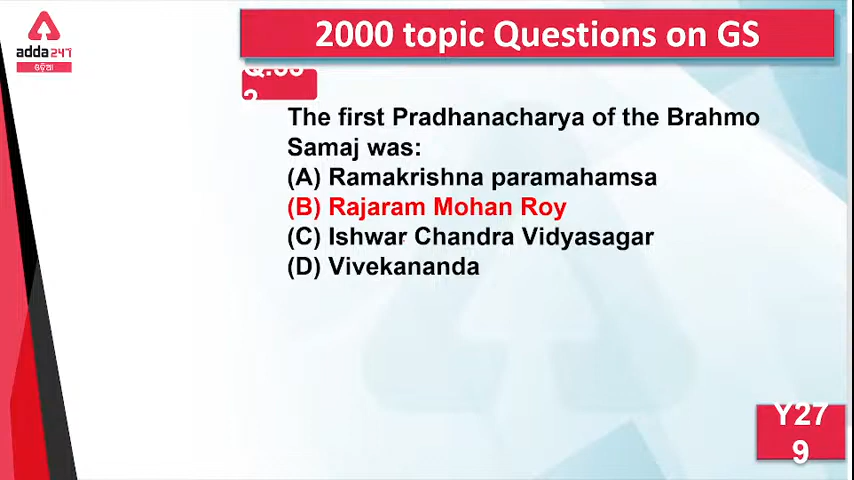 2000 topic Questions on GS
adda247
ଓଡ଼ିଆ
The first Pradhanacharya of the Brahmo
Samaj was:
(A) Ramakrishna paramahamsa
(B) Rajaram Mohan Roy
(C) Ishwar Chandra Vidyasagar
(D) Vivekananda
Y27
9